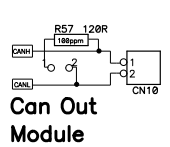 R57 120R
100ppm
CANH
1 2
1
2
CANL
CN10
Can Out
Module